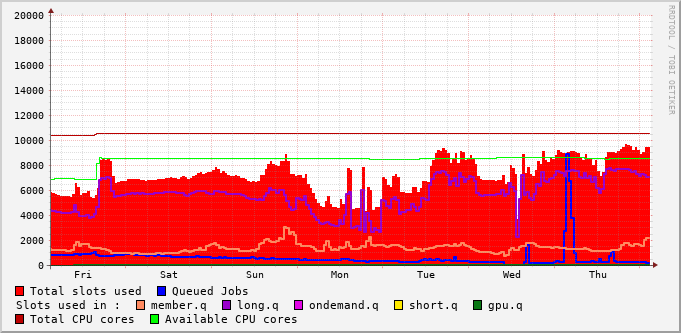 RRDTOOL / TOBI OETIKER
20000
18000
16000
14000
12000
10000
8000
6000
4000
2000
0
Fri Sat Sun Mon Tue Wed Thu
Total slots used Queued Jobs
Slots used in : member.q long.q ondemand.q short.q gpu.q
Total CPU cores Available CPU cores